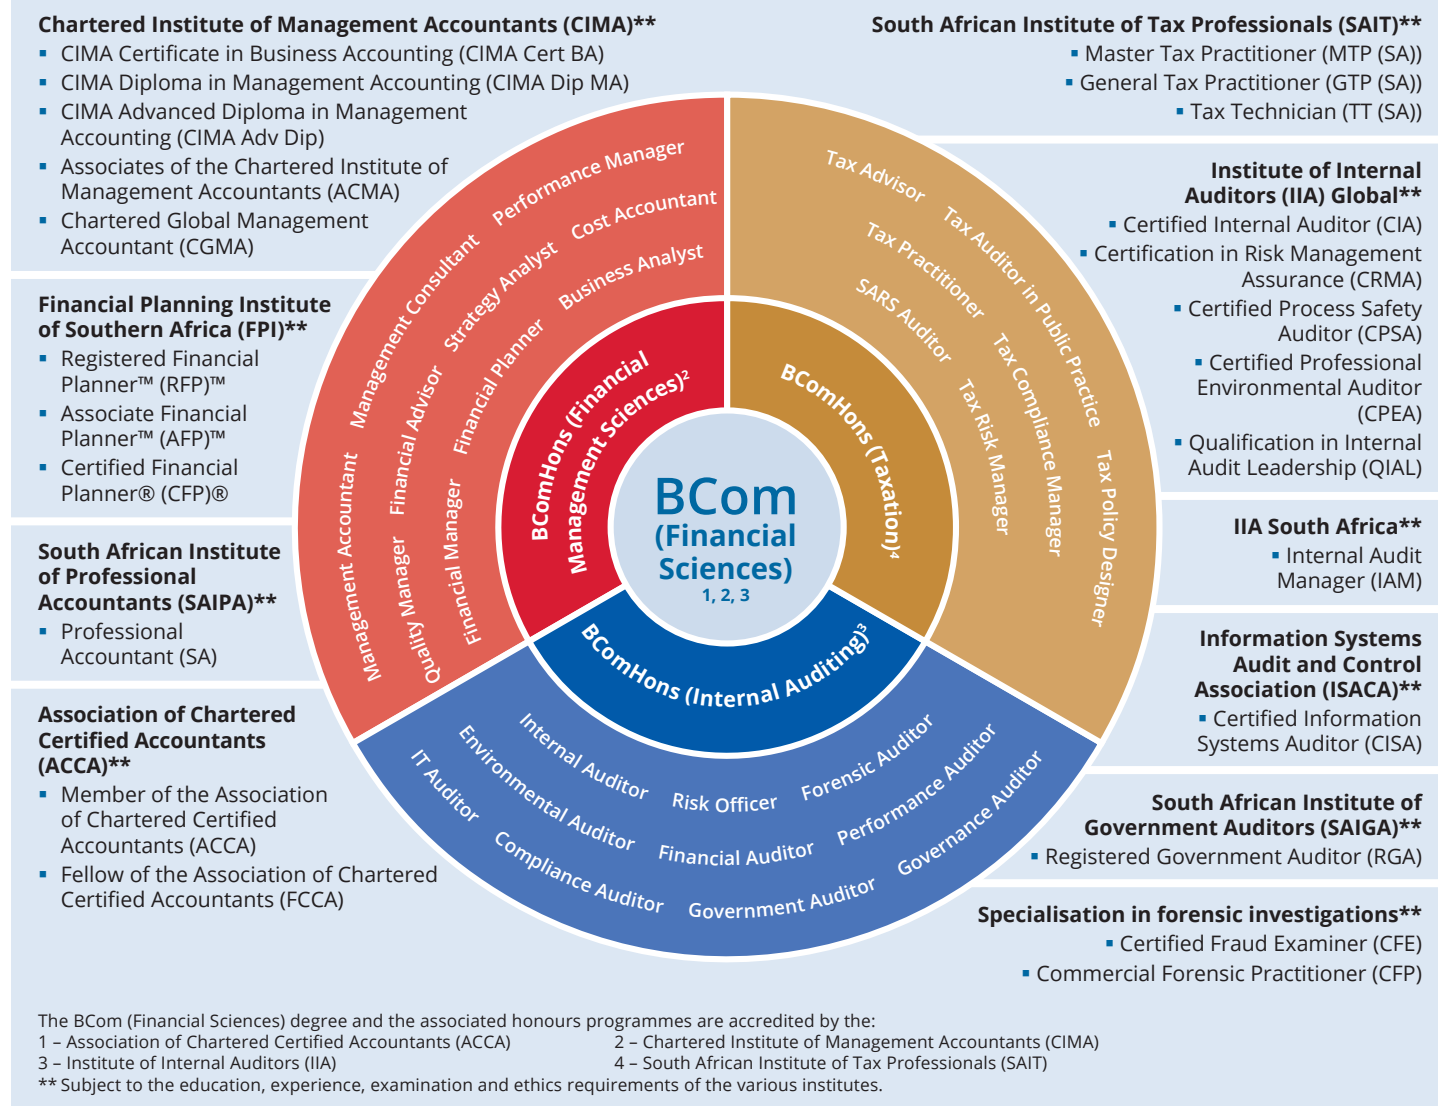 Chartered Institute of Management Accountants (CIMA)**
▪ CIMA Certificate in Business Accounting (CIMA Cert BA)
▪ CIMA Diploma in Management Accounting (CIMA Dip MA)
▪ CIMA Advanced Diploma in Management
Accounting (CIMA Adv Dip)
▪ Associates of the Chartered Institute of
Management Accountants (ACMA)
▪ Chartered Global Management
Accountant (CGMA)
Financial Planning Institute
of Southern Africa (FPI)**
▪ Registered Financial
Planner™ (RFP)™
▪ Associate Financial
Planner™ (AFP)™
▪ Certified Financial
Planner® (CFP)®
South African Institute
of Professional
Accountants (SAIPA)**
▪ Professional
Accountant (SA)
Association of Chartered
Certified Accountants
(ACCA)**
▪ Member of the Association
of Chartered Certified
Accountants (ACCA)
▪ Fellow of the Association of Chartered
Certified Accountants (FCCA)
Management Accountant
Management Consultant
Performance Manager
Quality Manager
Financial Advisor
Strategy Analyst
Cost Accountant
Financial Manager
Financial Planner
Business Analyst
BComHons (Financial
Management Sciences)²
Tax Advisor
Tax Auditor in Public Practice
Tax Policy Designer
Tax Practitioner
Tax Compliance Manager
SARS Auditor
Tax Risk Manager
BComHons (Taxation)⁴
BCom
(Financial
Sciences)
1, 2, 3
BComHons (Internal Auditing)³
Internal Auditor
Risk Officer
Forensic Auditor
Environmental Auditor
Financial Auditor
Performance Auditor
IT Auditor
Compliance Auditor
Government Auditor
Governance Auditor
South African Institute of Tax Professionals (SAIT)**
▪ Master Tax Practitioner (MTP (SA))
▪ General Tax Practitioner (GTP (SA))
▪ Tax Technician (TT (SA))
Institute of Internal
Auditors (IIA) Global**
▪ Certified Internal Auditor (CIA)
▪ Certification in Risk Management
Assurance (CRMA)
▪ Certified Process Safety
Auditor (CPSA)
▪ Certified Professional
Environmental Auditor
(CPEA)
▪ Qualification in Internal
Audit Leadership (QIAL)
IIA South Africa**
▪ Internal Audit
Manager (IAM)
Information Systems
Audit and Control
Association (ISACA)**
▪ Certified Information
Systems Auditor (CISA)
South African Institute of
Government Auditors (SAIGA)**
▪ Registered Government Auditor (RGA)
Specialisation in forensic investigations**
▪ Certified Fraud Examiner (CFE)
▪ Commercial Forensic Practitioner (CFP)
The BCom (Financial Sciences) degree and the associated honours programmes are accredited by the:
1 – Association of Chartered Certified Accountants (ACCA) 2 – Chartered Institute of Management Accountants (CIMA)
3 – Institute of Internal Auditors (IIA) 4 – South African Institute of Tax Professionals (SAIT)
** Subject to the education, experience, examination and ethics requirements of the various institutes.